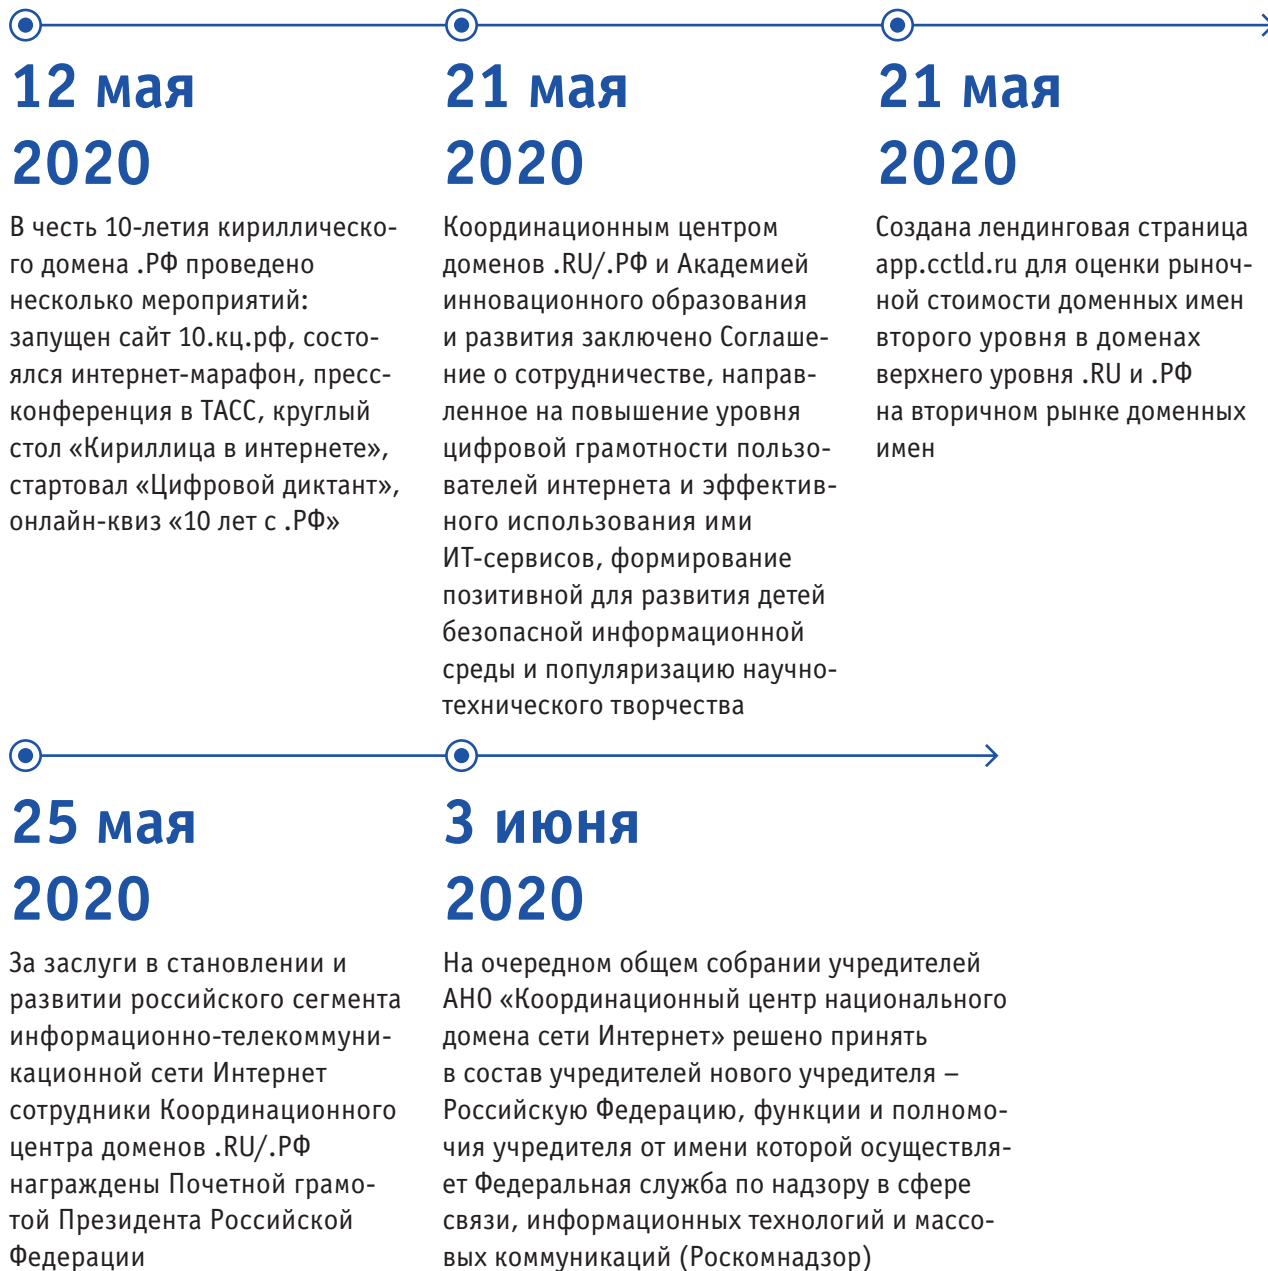 12 мая
2020
В честь 10-летия кириллическо-
го домена .РФ проведено
несколько мероприятий:
запущен сайт 10.кц.рф, состо-
ялся интернет-марафон, пресс-
конференция в ТАСС, круглый
стол «Кириллица в интернете»,
стартовал «Цифровой диктант»,
онлайн-квиз «10 лет с .РФ»
21 мая
2020
Координационным центром
доменов .RU/.РФ и Академией
инновационного образования
и развития заключено Соглаше-
ние о сотрудничестве, направ-
ленное на повышение уровня
цифровой грамотности пользо-
вателей интернета и эффектив-
ного использования ими
ИТ-сервисов, формирование
позитивной для развития детей
безопасной информационной
среды и популяризацию научно-
технического творчества
21 мая
2020
Создана лендинговая страница
app.cctld.ru для оценки рыноч-
ной стоимости доменных имен
второго уровня в доменах
верхнего уровня .RU и .РФ
на вторичном рынке доменных
имен
25 мая
2020
За заслуги в становлении и
развитии российского сегмента
информационно-телекоммуни-
кационной сети Интернет
сотрудники Координационного
центра доменов .RU/.РФ
награждены Почетной грамо-
той Президента Российской
Федерации
3 июня
2020
На очередном общем собрании учредителей
АНО «Координационный центр национального
домена сети Интернет» решено принять
в состав учредителей нового учредителя –
Российскую Федерацию, функции и полномо-
чия учредителя от имени которой осуществля-
ет Федеральная служба по надзору в сфере
связи, информационных технологий и массо-
вых коммуникаций (Роскомнадзор)